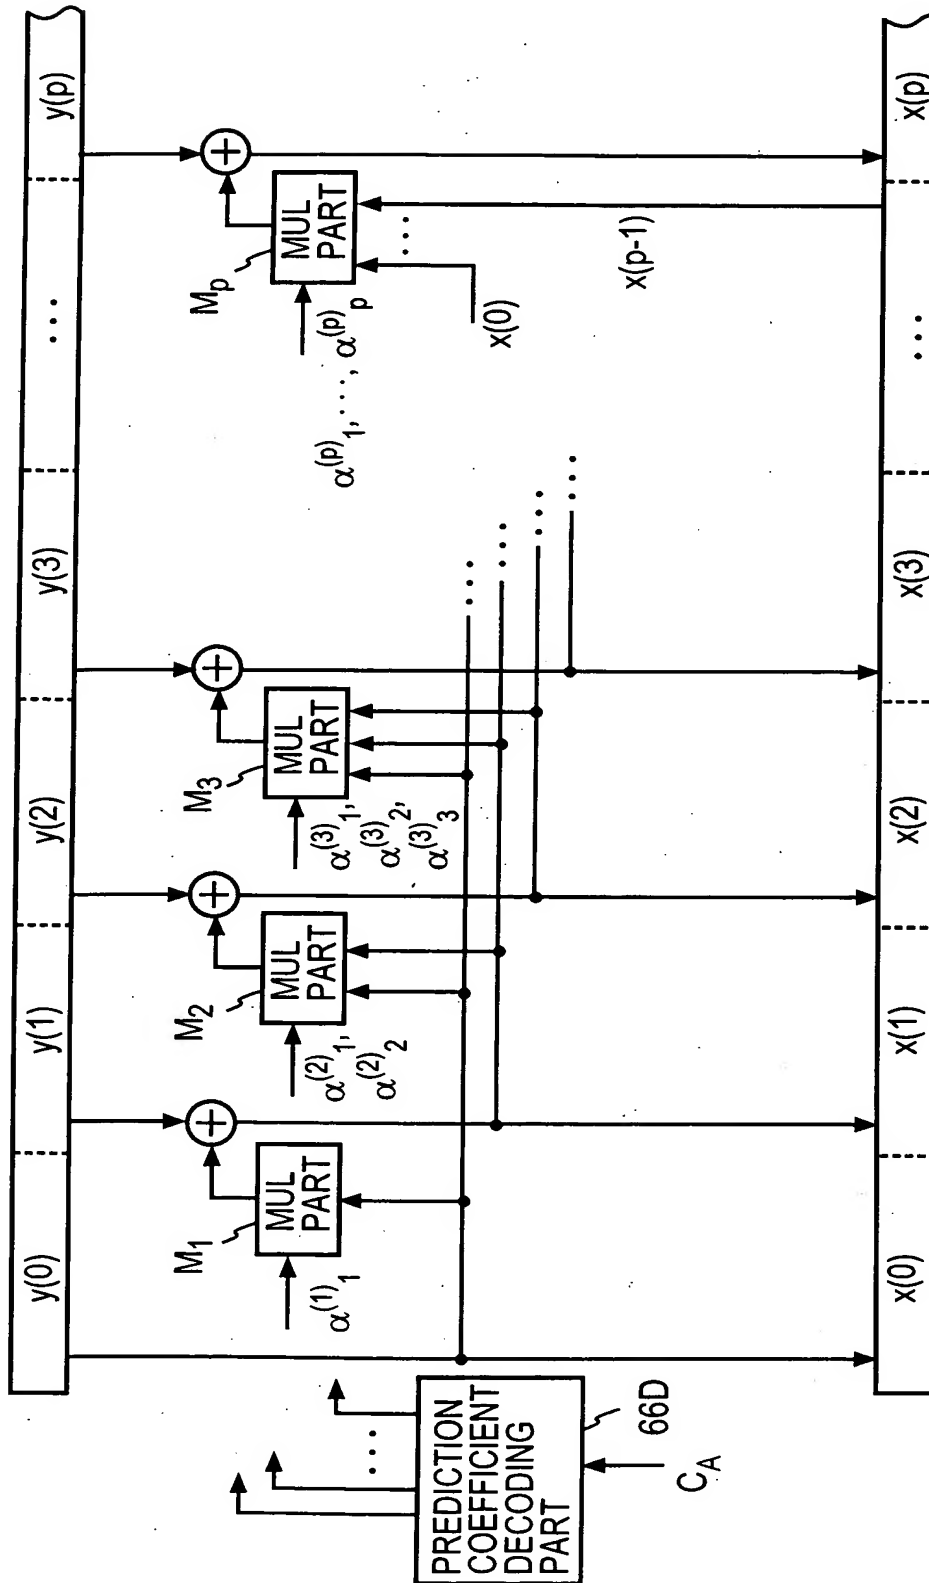 y(0) y(1) y(2) y(3) ... y(p)
M₁
MUL
PART
α⁽¹⁾₁
M₂
MUL
PART
α⁽²⁾₁,
α⁽²⁾₂
M₃
MUL
PART
α⁽³⁾₁,
α⁽³⁾₂,
α⁽³⁾₃
Mₚ
MUL
PART
α⁽ᵖ⁾₁, ..., α⁽ᵖ⁾ₚ
x(0)
x(p-1)
PREDICTION
COEFFICIENT
DECODING
PART
66D
C_A
x(0) x(1) x(2) x(3) ... x(p)